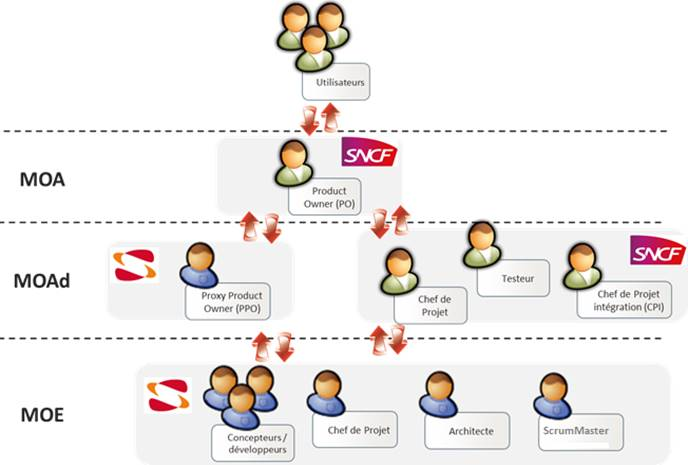 Utilisateurs
MOA
SNCF
Product
Owner (PO)
MOAd
Proxy Product
Owner (PPO)
Chef de
Projet
Testeur
SNCF
Chef de Projet
intégration (CPI)
MOE
Concepteurs /
développeurs
Chef de Projet
Architecte
ScrumMaster